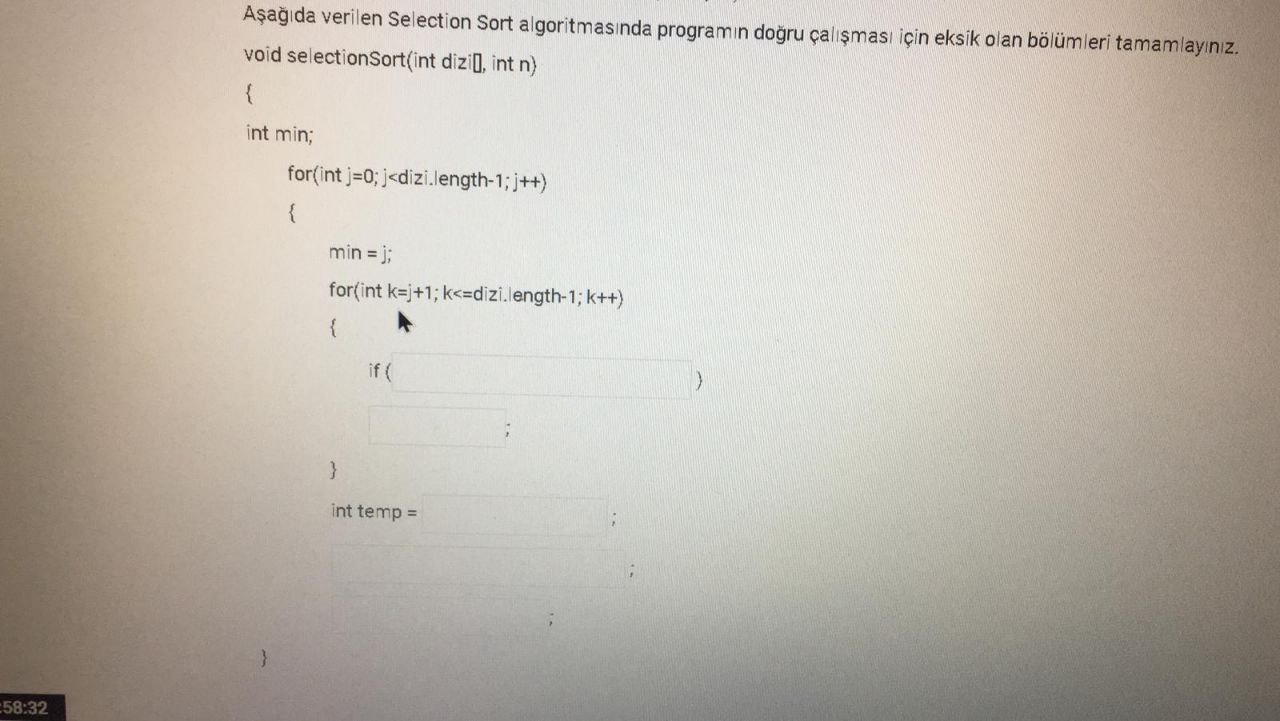 Aşağıda verilen Selection Sort algoritmasında programın doğru çalışması için eksik olan bölümleri tamamlayınız.
void selectionSort(int dizi[], int n)
{
int min;
for(int j=0; j<dizi.length-1; j++)
{
min = j;
for(int k=j+1; k<=dizi.length-1; k++)
{
if ( )
;
}
int temp = ;
;
;
}
:58:32